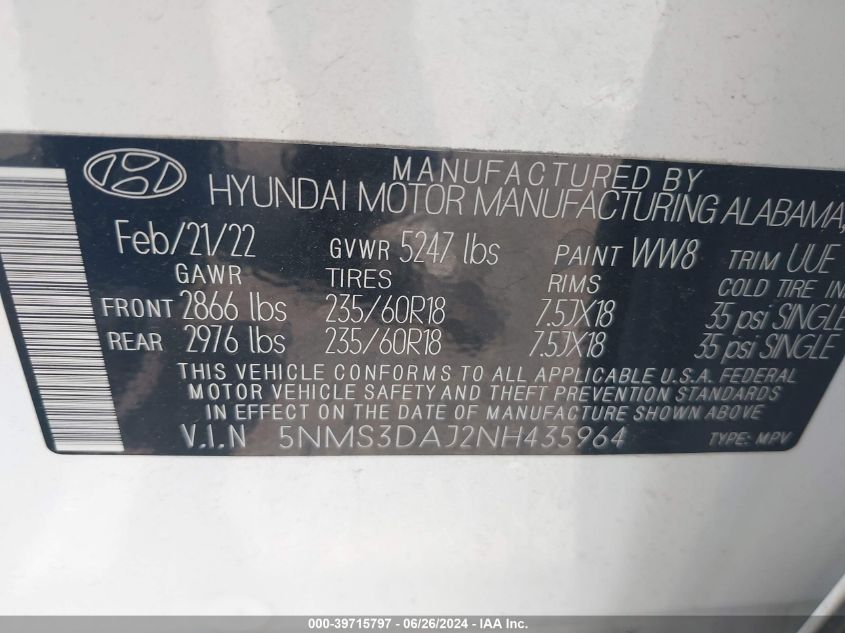 MANUFACTURED BY
HYUNDAI MOTOR MANUFACTURING ALABAMA,
Feb/21/22 GVWR 5247 lbs PAINT WW8 TRIM UUE
GAWR TIRES RIMS COLD TIRE IN
FRONT 2866 lbs 235/60R18 7.5JX18 35 psi SINGLE
REAR 2976 lbs 235/60R18 7.5JX18 35 psi SINGLE
THIS VEHICLE CONFORMS TO ALL APPLICABLE U.S.A. FEDERAL
MOTOR VEHICLE SAFETY AND THEFT PREVENTION STANDARDS
IN EFFECT ON THE DATE OF MANUFACTURE SHOWN ABOVE
V.I.N 5NMS3DAJ2NH435964 TYPE: MPV
000-39715797 - 06/26/2024 - IAA Inc.